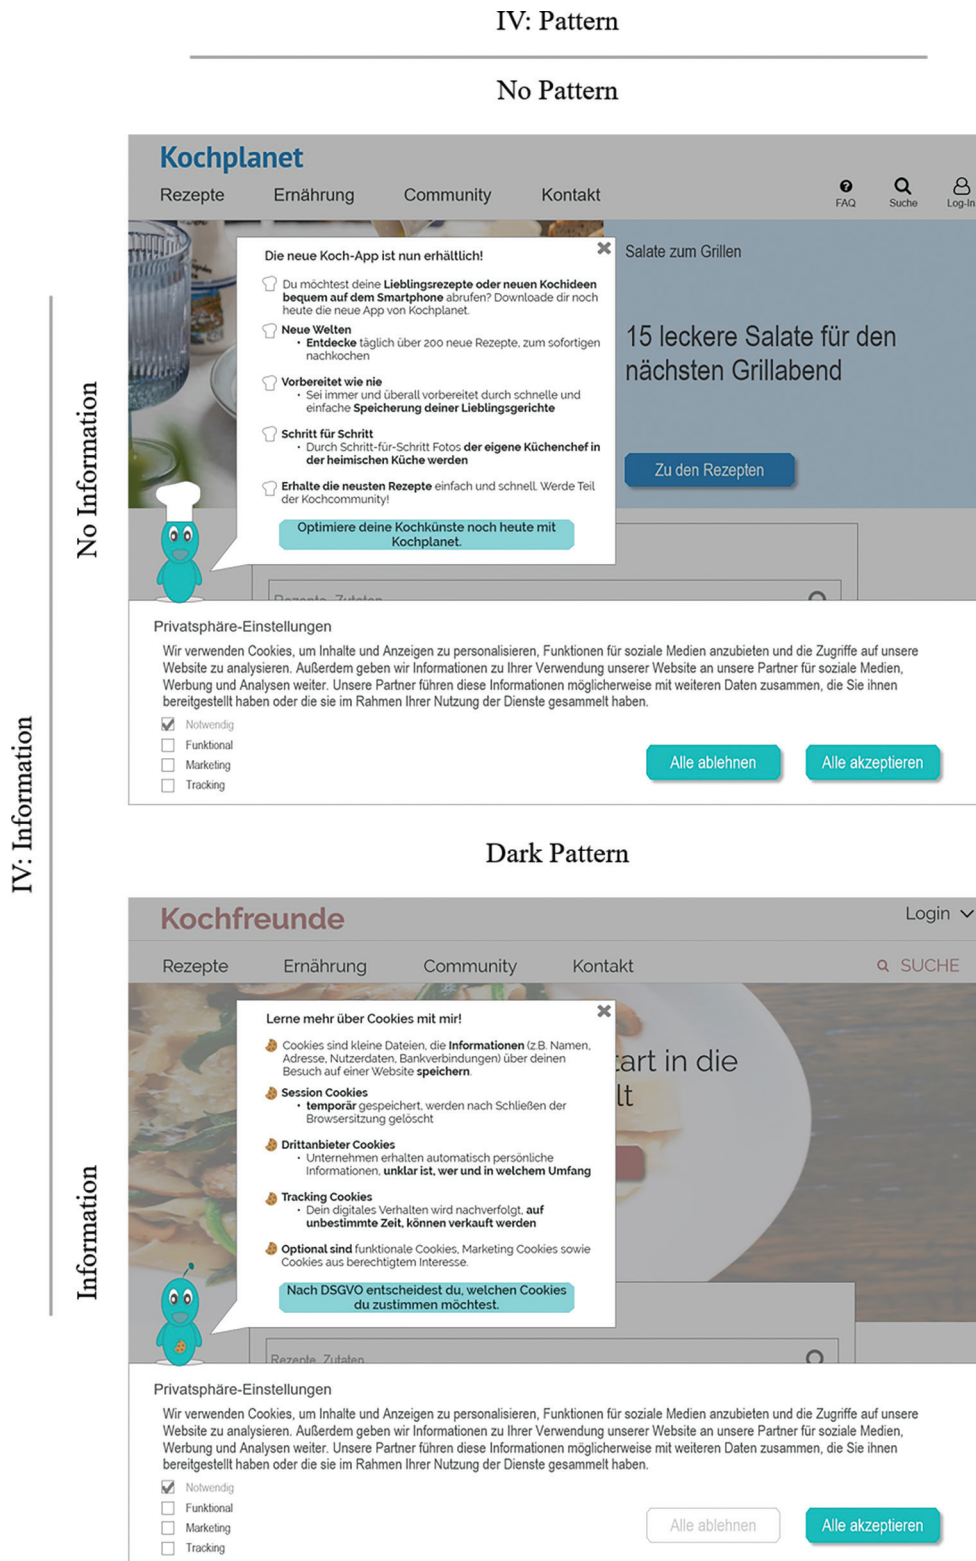 IV: Pattern
No Pattern
Kochplanet
Rezepte Ernährung Community Kontakt
FAQ Suche Log-In
Die neue Koch-App ist nun erhältlich!
Du möchtest deine Lieblingsrezepte oder neuen Kochideen
bequem auf dem Smartphone abrufen? Downloade dir noch
heute die neue App von Kochplanet.
Neue Welten
• Entdecke täglich über 200 neue Rezepte, zum sofortigen
nachkochen
Vorbereitet wie nie
• Sei immer und überall vorbereitet durch schnelle und
einfache Speicherung deiner Lieblingsgerichte
Schritt für Schritt
• Durch Schritt-für-Schritt Fotos der eigene Küchenchef in
der heimischen Küche werden
Erhalte die neusten Rezepte einfach und schnell. Werde Teil
der Kochcommunity!
Optimiere deine Kochkünste noch heute mit
Kochplanet.
Salate zum Grillen
15 leckere Salate für den
nächsten Grillabend
Zu den Rezepten
Rezepte, Zutaten
Privatsphäre-Einstellungen
Wir verwenden Cookies, um Inhalte und Anzeigen zu personalisieren, Funktionen für soziale Medien anzubieten und die Zugriffe auf unsere
Website zu analysieren. Außerdem geben wir Informationen zu Ihrer Verwendung unserer Website an unsere Partner für soziale Medien,
Werbung und Analysen weiter. Unsere Partner führen diese Informationen möglicherweise mit weiteren Daten zusammen, die Sie ihnen
bereitgestellt haben oder die sie im Rahmen Ihrer Nutzung der Dienste gesammelt haben.
Notwendig
Funktional
Marketing
Tracking
Alle ablehnen Alle akzeptieren
IV: Information
No Information
Information
Dark Pattern
Kochfreunde
Login
Rezepte Ernährung Community Kontakt
SUCHE
Lerne mehr über Cookies mit mir!
Cookies sind kleine Dateien, die Informationen (z.B. Namen,
Adresse, Nutzerdaten, Bankverbindungen) über deinen
Besuch auf einer Website speichern.
Session Cookies
• temporär gespeichert, werden nach Schließen der
Browsersitzung gelöscht
Drittanbieter Cookies
• Unternehmen erhalten automatisch persönliche
Informationen, unklar ist, wer und in welchem Umfang
Tracking Cookies
• Dein digitales Verhalten wird nachverfolgt, auf
unbestimmte Zeit, können verkauft werden
Optional sind funktionale Cookies, Marketing Cookies sowie
Cookies aus berechtigtem Interesse.
Nach DSGVO entscheidest du, welchen Cookies
du zustimmen möchtest.
tart in die
lt
Rezepte, Zutaten
Privatsphäre-Einstellungen
Wir verwenden Cookies, um Inhalte und Anzeigen zu personalisieren, Funktionen für soziale Medien anzubieten und die Zugriffe auf unsere
Website zu analysieren. Außerdem geben wir Informationen zu Ihrer Verwendung unserer Website an unsere Partner für soziale Medien,
Werbung und Analysen weiter. Unsere Partner führen diese Informationen möglicherweise mit weiteren Daten zusammen, die Sie ihnen
bereitgestellt haben oder die sie im Rahmen Ihrer Nutzung der Dienste gesammelt haben.
Notwendig
Funktional
Marketing
Tracking
Alle ablehnen Alle akzeptieren